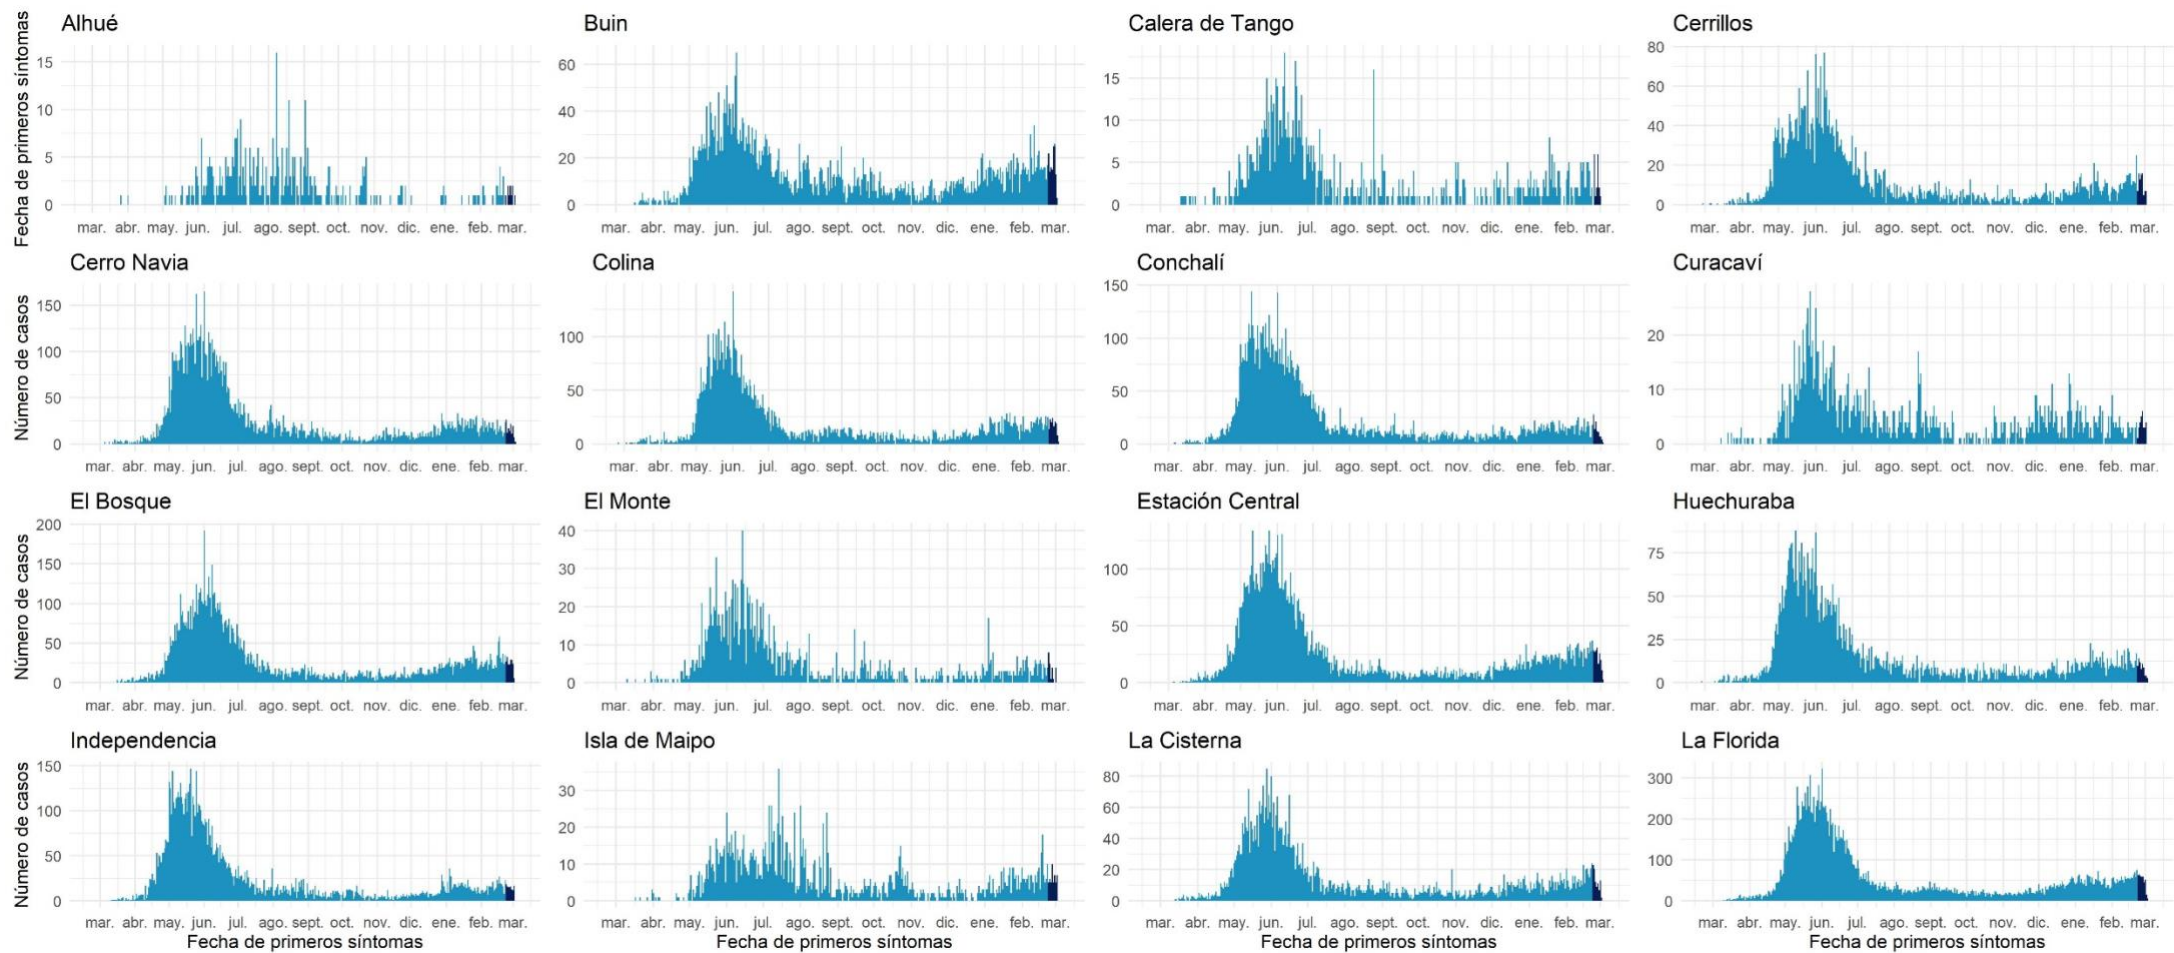 Alhué
Fecha de primeros síntomas
15
10
5
0
mar. abr. may. jun. jul. ago. sept. oct. nov. dic. ene. feb. mar.
Buin
60
40
20
0
mar. abr. may. jun. jul. ago. sept. oct. nov. dic. ene. feb. mar.
Calera de Tango
15
10
5
0
mar. abr. may. jun. jul. ago. sept. oct. nov. dic. ene. feb. mar.
Cerrillos
80
60
40
20
0
mar. abr. may. jun. jul. ago. sept. oct. nov. dic. ene. feb. mar.
Cerro Navia
Número de casos
150
100
50
0
mar. abr. may. jun. jul. ago. sept. oct. nov. dic. ene. feb. mar.
Colina
100
50
0
mar. abr. may. jun. jul. ago. sept. oct. nov. dic. ene. feb. mar.
Conchalí
150
100
50
0
mar. abr. may. jun. jul. ago. sept. oct. nov. dic. ene. feb. mar.
Curacaví
20
10
0
mar. abr. may. jun. jul. ago. sept. oct. nov. dic. ene. feb. mar.
El Bosque
Número de casos
200
150
100
50
0
mar. abr. may. jun. jul. ago. sept. oct. nov. dic. ene. feb. mar.
El Monte
40
30
20
10
0
mar. abr. may. jun. jul. ago. sept. oct. nov. dic. ene. feb. mar.
Estación Central
100
50
0
mar. abr. may. jun. jul. ago. sept. oct. nov. dic. ene. feb. mar.
Huechuraba
75
50
25
0
mar. abr. may. jun. jul. ago. sept. oct. nov. dic. ene. feb. mar.
Independencia
Número de casos
150
100
50
0
mar. abr. may. jun. jul. ago. sept. oct. nov. dic. ene. feb. mar.
Fecha de primeros síntomas
Isla de Maipo
30
20
10
0
mar. abr. may. jun. jul. ago. sept. oct. nov. dic. ene. feb. mar.
Fecha de primeros síntomas
La Cisterna
80
60
40
20
0
mar. abr. may. jun. jul. ago. sept. oct. nov. dic. ene. feb. mar.
Fecha de primeros síntomas
La Florida
300
200
100
0
mar. abr. may. jun. jul. ago. sept. oct. nov. dic. ene. feb. mar.
Fecha de primeros síntomas